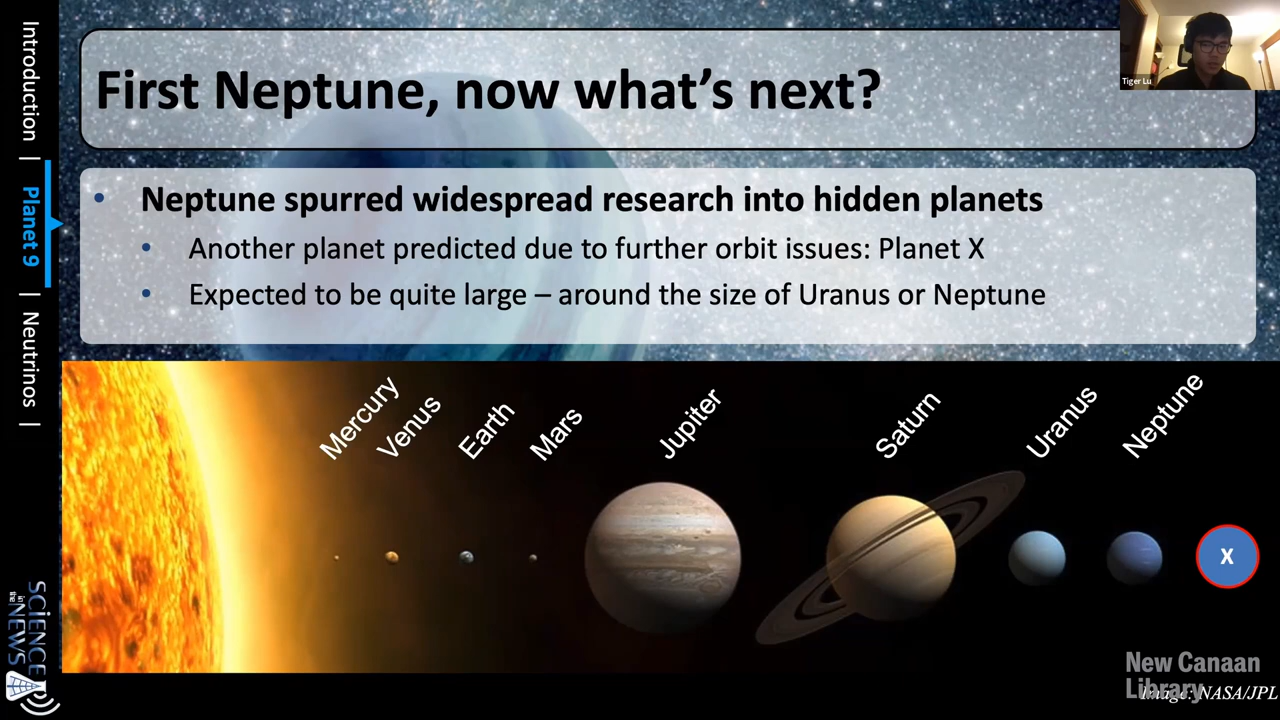 First Neptune, now what's next?
Tiger Lu
Introduction |
Planet 9
| Neutrinos |
• Neptune spurred widespread research into hidden planets
• Another planet predicted due to further orbit issues: Planet X
• Expected to be quite large – around the size of Uranus or Neptune
Mercury
Venus
Earth
Mars
Jupiter
Saturn
Uranus
Neptune
X
SCIENCE
in the
NEWS
New Canaan
Library
Image: NASA/JPL